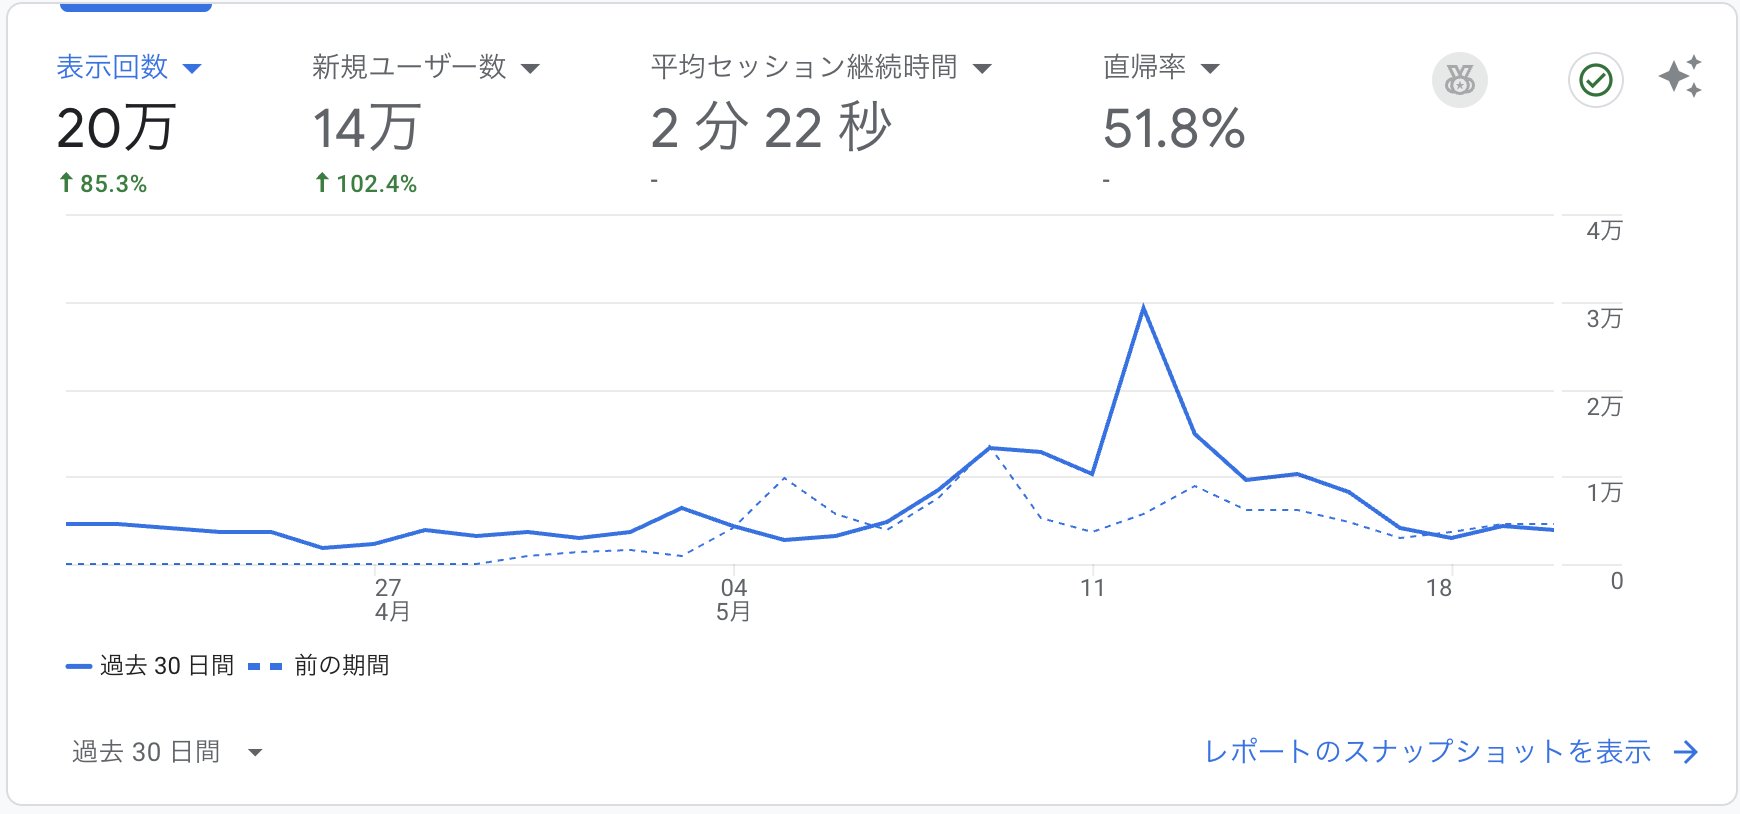 表示回数
20万
85.3%
新規ユーザー数
14万
102.4%
平均セッション継続時間
2 分 22 秒
-
直帰率
51.8%
-
4万
3万
2万
1万
0
27
4月
04
5月
11
18
過去 30 日間
前の期間
過去 30 日間
レポートのスナップショットを表示